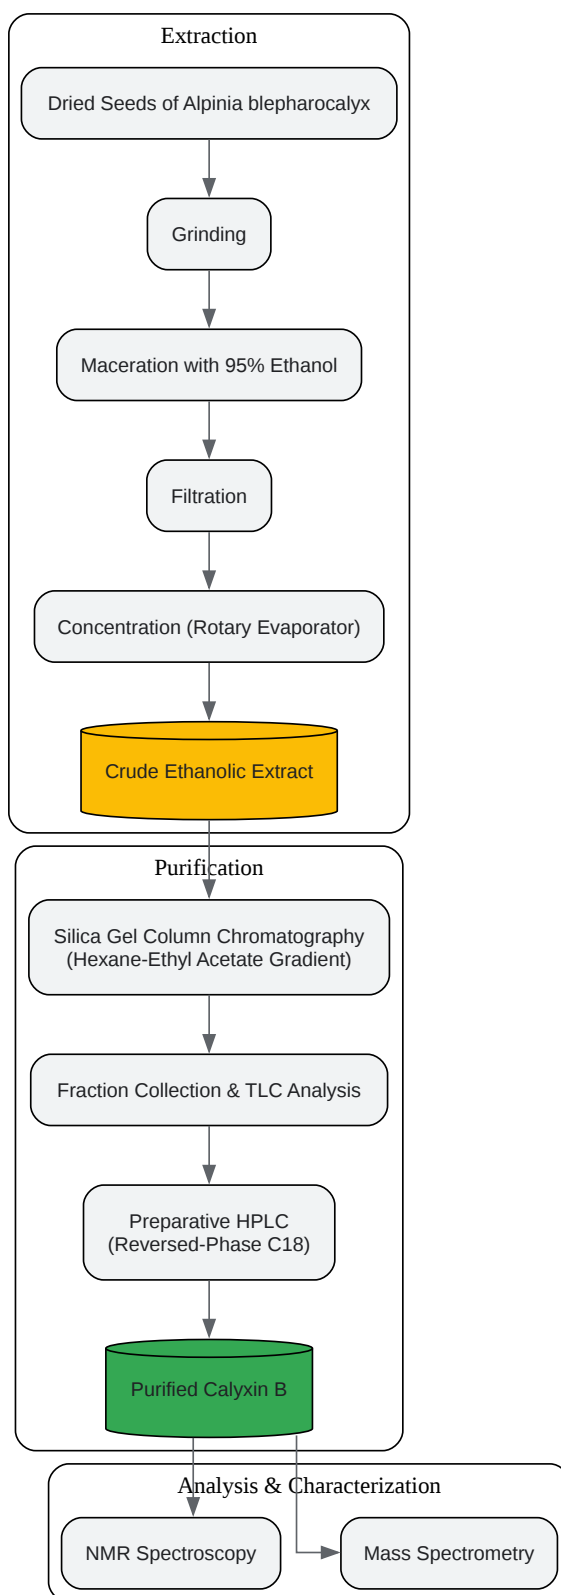 Extraction
Dried Seeds of Alpinia blepharocalyx
Grinding
Maceration with 95% Ethanol
Filtration
Concentration (Rotary Evaporator)
Crude Ethanolic Extract
Purification
Silica Gel Column Chromatography
(Hexane-Ethyl Acetate Gradient)
Fraction Collection & TLC Analysis
Preparative HPLC
(Reversed-Phase C18)
Purified Calyxin B
Analysis & Characterization
NMR Spectroscopy
Mass Spectrometry